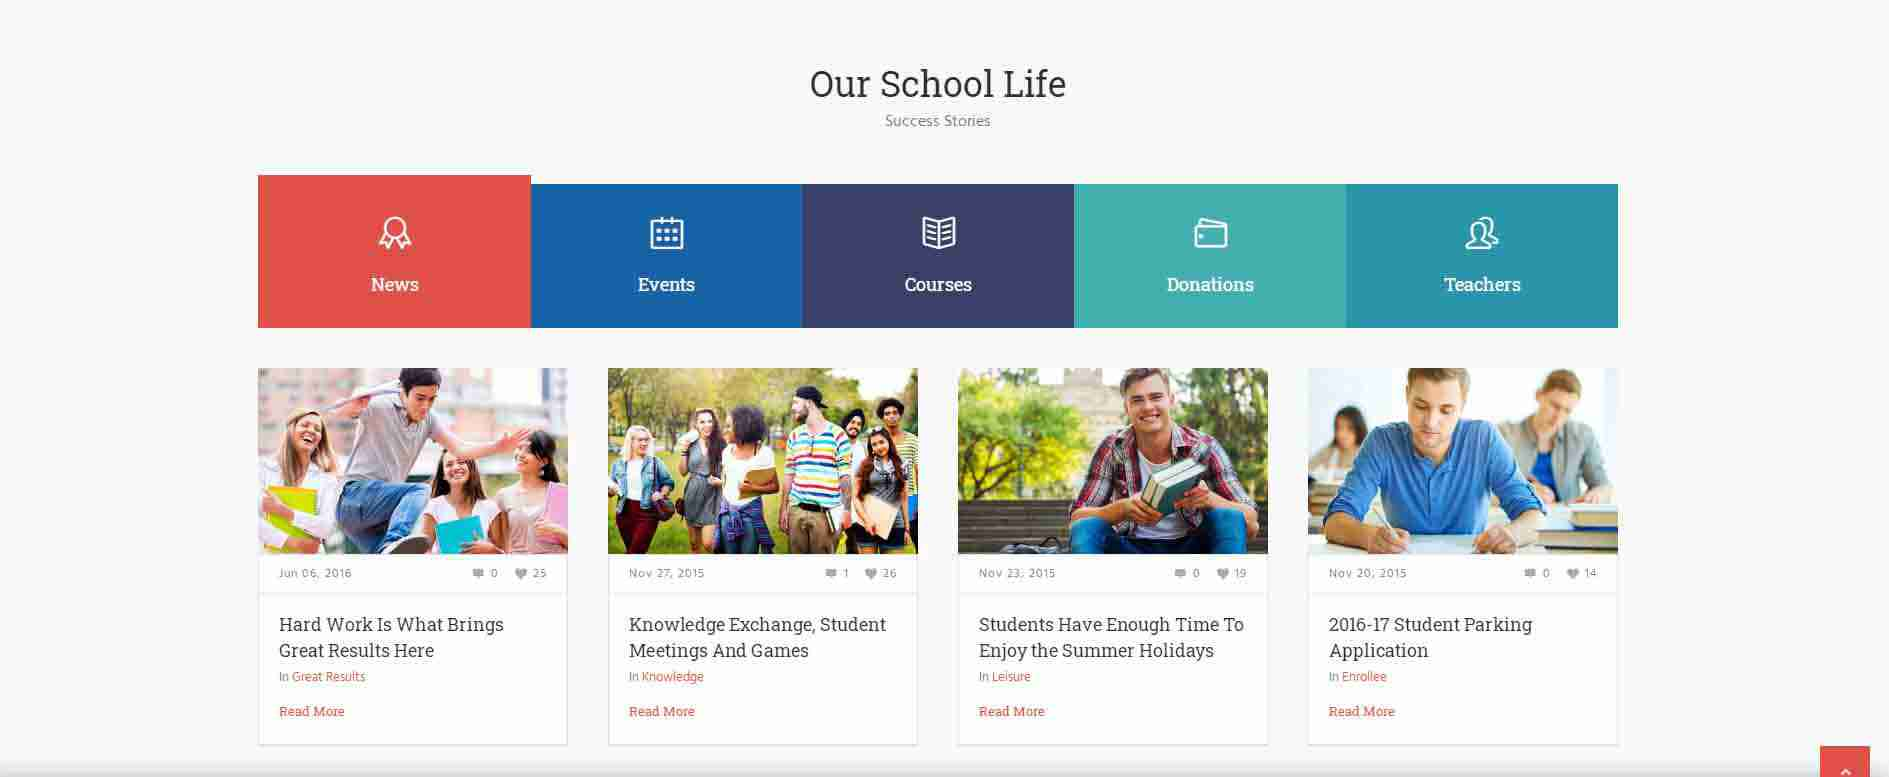 Our School Life
Success Stories
News
Events
Courses
Donations
Teachers
Jun 06, 2016 0 25
Hard Work Is What Brings
Great Results Here
In Great Results
Read More
Nov 27, 2015 1 26
Knowledge Exchange, Student
Meetings And Games
In Knowledge
Read More
Nov 23, 2015 0 19
Students Have Enough Time To
Enjoy the Summer Holidays
In Leisure
Read More
Nov 20, 2015 0 14
2016-17 Student Parking
Application
In Enrollee
Read More